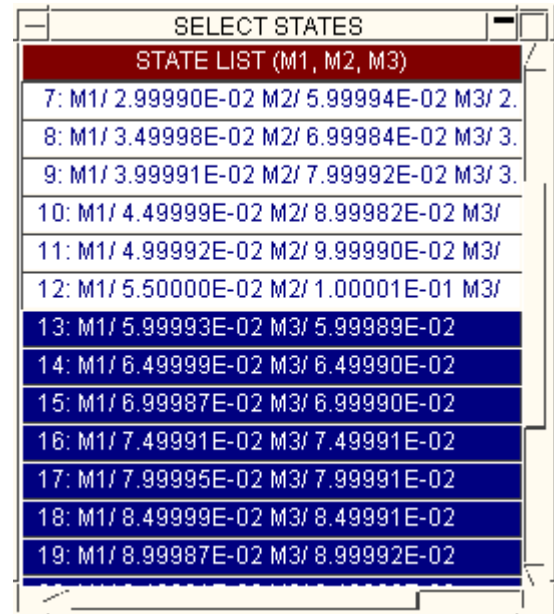 SELECT STATES
STATE LIST (M1, M2, M3)
7: M1/ 2.99990E-02 M2/ 5.99994E-02 M3/ 2.
8: M1/ 3.49998E-02 M2/ 6.99984E-02 M3/ 3.
9: M1/ 3.99991E-02 M2/ 7.99992E-02 M3/ 3.
10: M1/ 4.49999E-02 M2/ 8.99982E-02 M3/
11: M1/ 4.99992E-02 M2/ 9.99990E-02 M3/
12: M1/ 5.50000E-02 M2/ 1.00001E-01 M3/
13: M1/ 5.99993E-02 M3/ 5.99989E-02
14: M1/ 6.49999E-02 M3/ 6.49990E-02
15: M1/ 6.99987E-02 M3/ 6.99990E-02
16: M1/ 7.49991E-02 M3/ 7.49991E-02
17: M1/ 7.99995E-02 M3/ 7.99991E-02
18: M1/ 8.49999E-02 M3/ 8.49991E-02
19: M1/ 8.99987E-02 M3/ 8.99992E-02